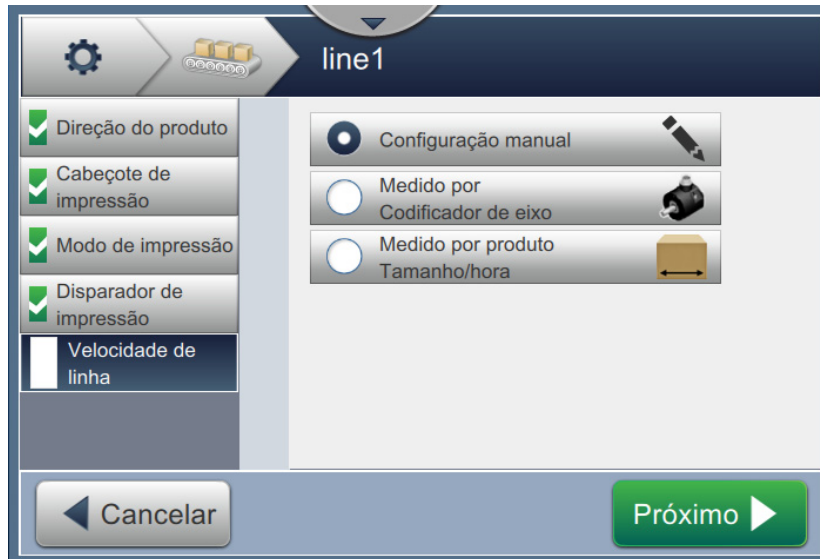 line1
Direção do produto
Cabeçote de
impressão
Modo de impressão
Disparador de
impressão
Velocidade de
linha
Configuração manual
Medido por
Codificador de eixo
Medido por produto
Tamanho/hora
Cancelar
Próximo